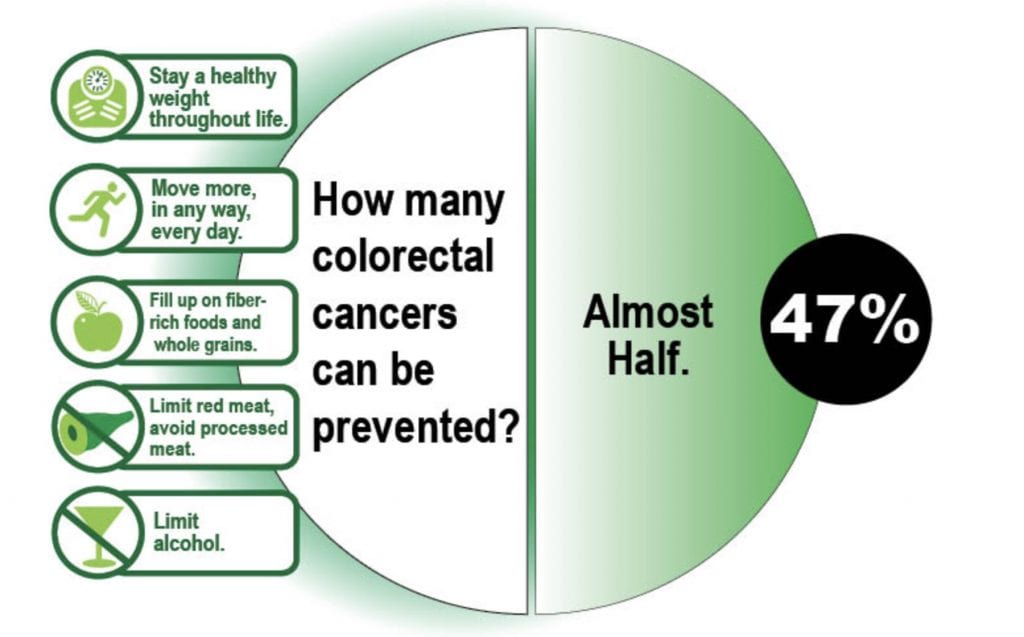 Stay a healthy
weight
throughout life.
Move more,
in any way,
every day.
Fill up on fiber-
rich foods and
whole grains.
Limit red meat,
avoid processed
meat.
Limit
alcohol.
How many
colorectal
cancers
can be
prevented?
Almost
Half.
47%